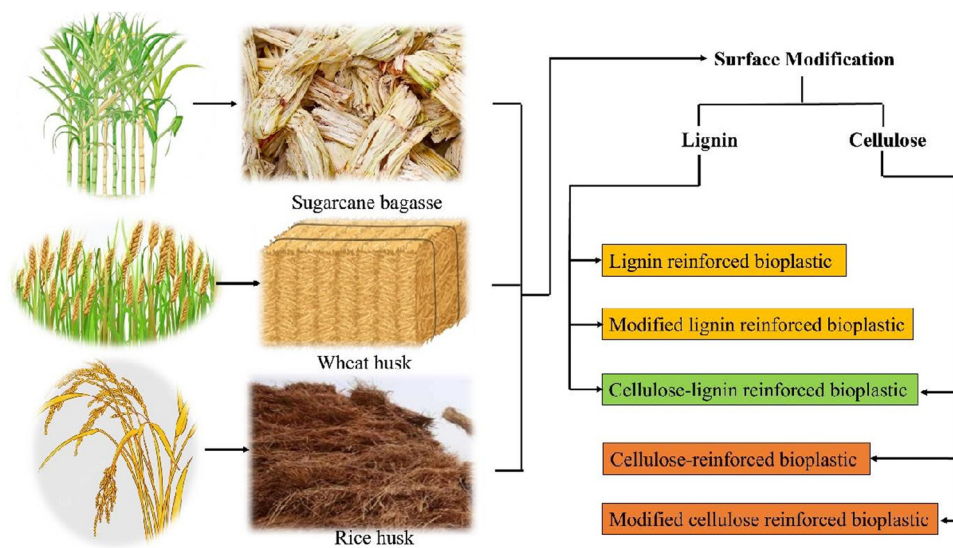 Sugarcane bagasse
Wheat husk
Rice husk
Surface Modification
Lignin
Cellulose
Lignin reinforced bioplastic
Modified lignin reinforced bioplastic
Cellulose-lignin reinforced bioplastic
Cellulose-reinforced bioplastic
Modified cellulose reinforced bioplastic